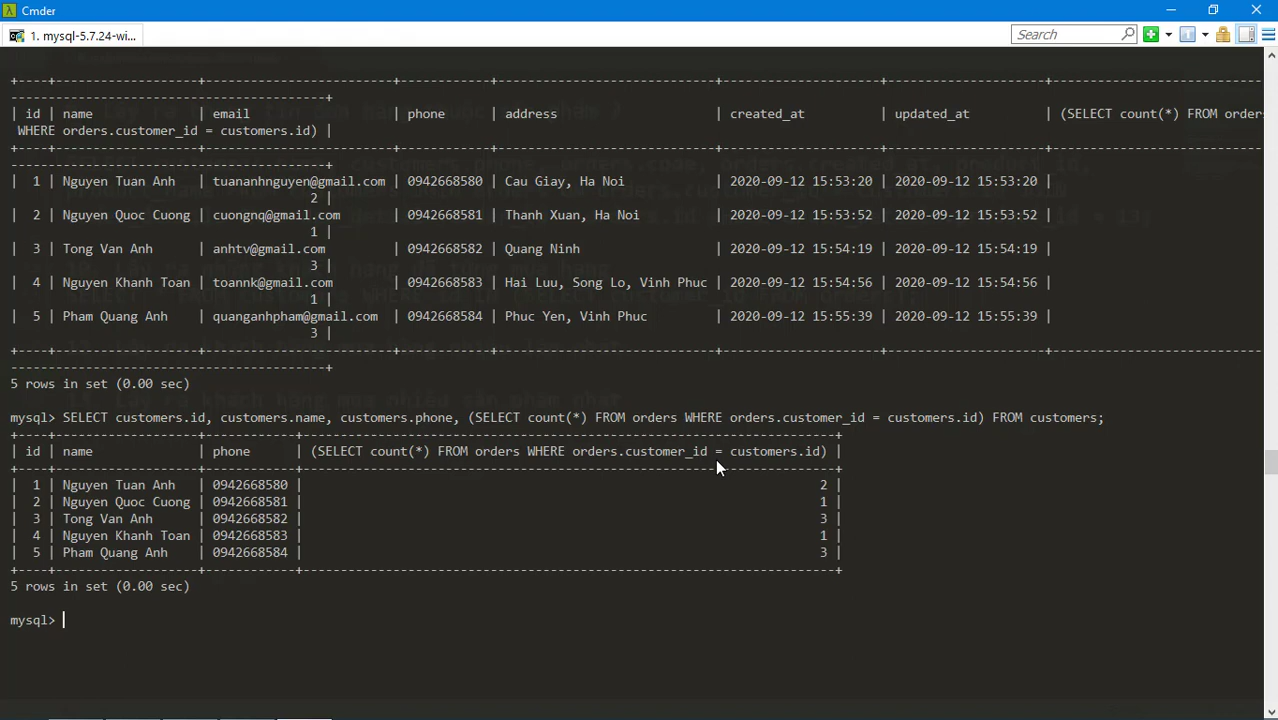 Cmder
1. mysql-5.7.24-wi...
Search
+----+-------------------+------------------------+------------+-----------------------------+---------------------+---------------------+----------------------------
------------------------------------------+
| id | name | email | phone | address | created_at | updated_at | (SELECT count(*) FROM orders
WHERE orders.customer_id = customers.id) |
+----+-------------------+------------------------+------------+-----------------------------+---------------------+---------------------+----------------------------
------------------------------------------+
| 1 | Nguyen Tuan Anh | tuananhnguyen@gmail.com | 0942668580 | Cau Giay, Ha Noi | 2020-09-12 15:53:20 | 2020-09-12 15:53:20 |
2 |
| 2 | Nguyen Quoc Cuong | cuongnq@gmail.com | 0942668581 | Thanh Xuan, Ha Noi | 2020-09-12 15:53:52 | 2020-09-12 15:53:52 |
1 |
| 3 | Tong Van Anh | anhtv@gmail.com | 0942668582 | Quang Ninh | 2020-09-12 15:54:19 | 2020-09-12 15:54:19 |
3 |
| 4 | Nguyen Khanh Toan | toannk@gmail.com | 0942668583 | Hai Luu, Song Lo, Vinh Phuc | 2020-09-12 15:54:56 | 2020-09-12 15:54:56 |
1 |
| 5 | Pham Quang Anh | quanganhpham@gmail.com | 0942668584 | Phuc Yen, Vinh Phuc | 2020-09-12 15:55:39 | 2020-09-12 15:55:39 |
3 |
+----+-------------------+------------------------+------------+-----------------------------+---------------------+---------------------+----------------------------
------------------------------------------+
5 rows in set (0.00 sec)
mysql> SELECT customers.id, customers.name, customers.phone, (SELECT count(*) FROM orders WHERE orders.customer_id = customers.id) FROM customers;
+----+-------------------+------------+----------------------------------------------------------------------+
| id | name | phone | (SELECT count(*) FROM orders WHERE orders.customer_id = customers.id) |
+----+-------------------+------------+----------------------------------------------------------------------+
| 1 | Nguyen Tuan Anh | 0942668580 | 2 |
| 2 | Nguyen Quoc Cuong | 0942668581 | 1 |
| 3 | Tong Van Anh | 0942668582 | 3 |
| 4 | Nguyen Khanh Toan | 0942668583 | 1 |
| 5 | Pham Quang Anh | 0942668584 | 3 |
+----+-------------------+------------+----------------------------------------------------------------------+
5 rows in set (0.00 sec)
mysql>